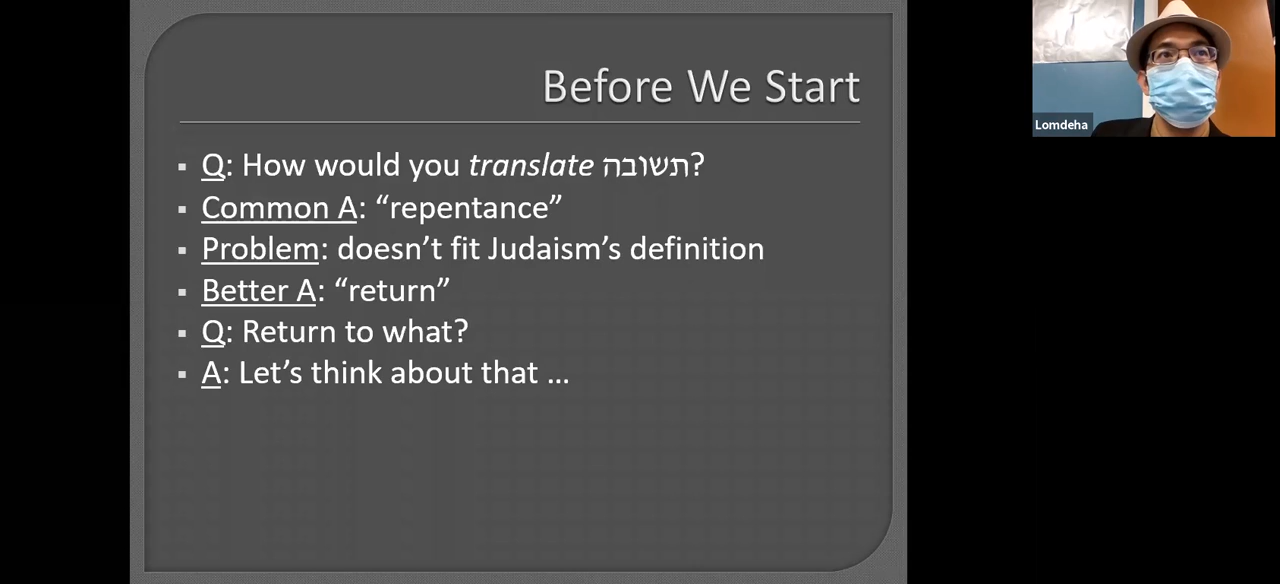 Before We Start
Q: How would you translate תשובה?
Common A: “repentance”
Problem: doesn’t fit Judaism’s definition
Better A: “return”
Q: Return to what?
A: Let’s think about that …
Lomdeha